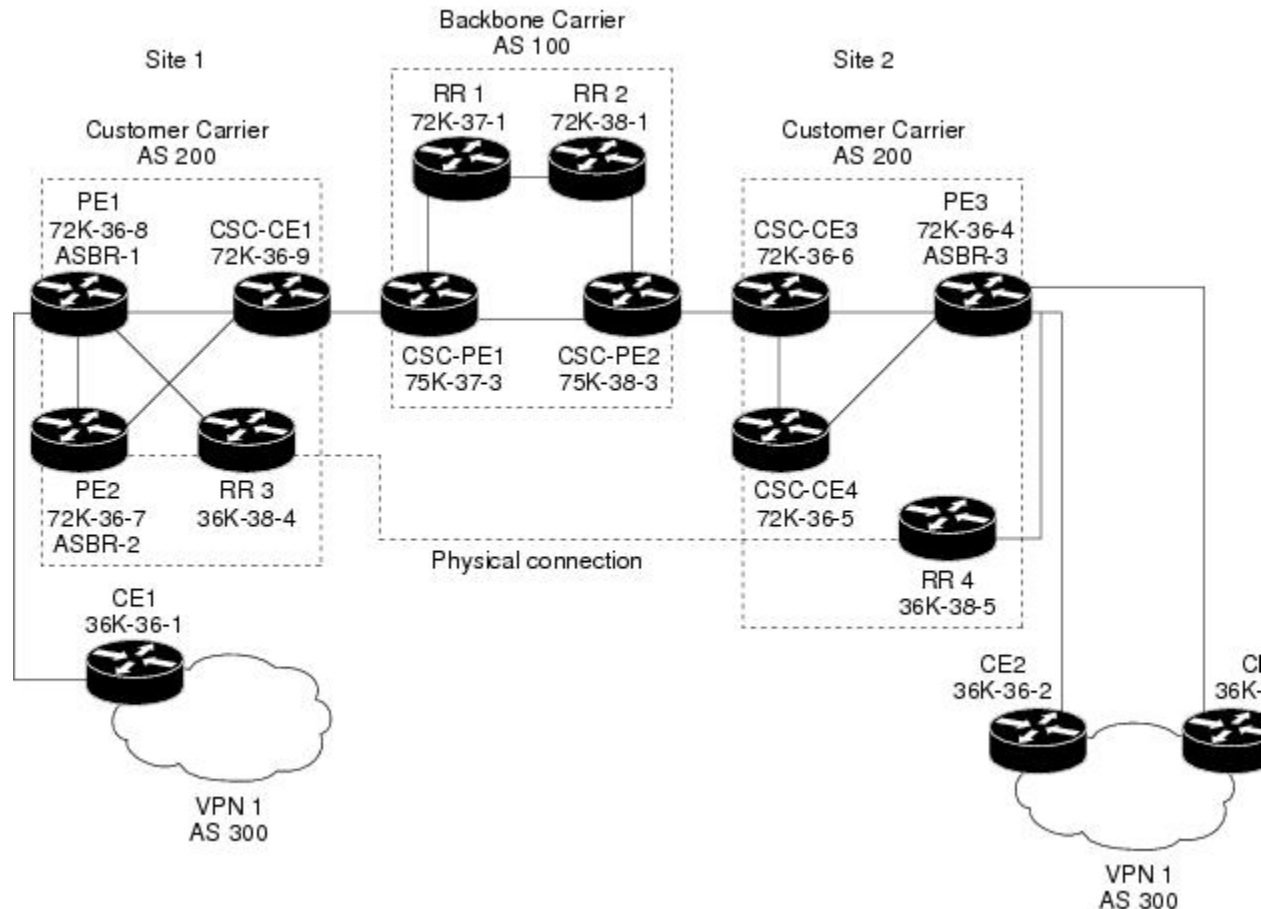 Backbone Carrier
AS 100
Site 1
Site 2
RR 1
72K-37-1
RR 2
72K-38-1
Customer Carrier
AS 200
Customer Carrier
AS 200
PE1
72K-36-8
ASBR-1
CSC-CE1
72K-36-9
CSC-CE3
72K-36-6
PE3
72K-36-4
ASBR-3
CSC-PE1
75K-37-3
CSC-PE2
75K-38-3
PE2
72K-36-7
ASBR-2
RR 3
36K-38-4
CSC-CE4
72K-36-5
Physical connection
RR 4
36K-38-5
CE1
36K-36-1
CE2
36K-36-2
VPN 1
AS 300
VPN 1
AS 300